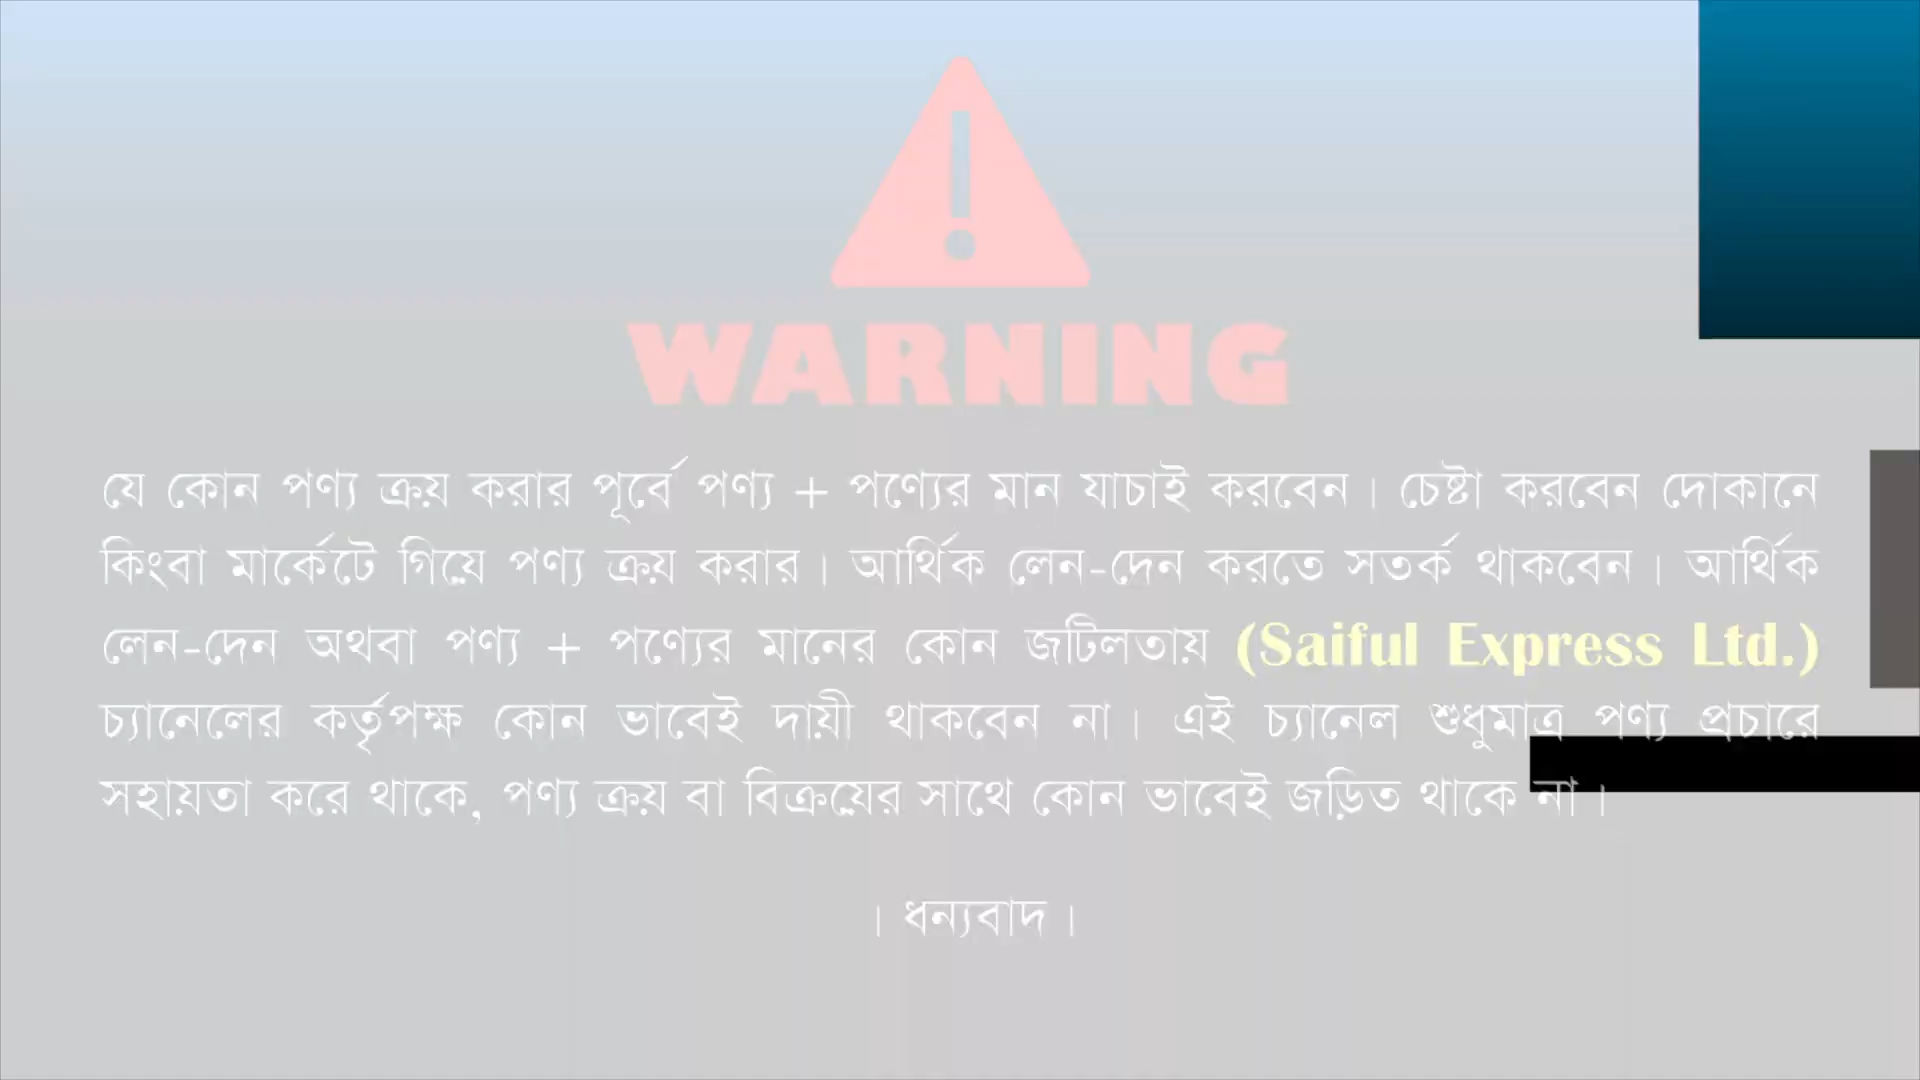 WARNING
যে কোন পণ্য ক্রয় করার পূর্বে পণ্য + পণ্যের মান যাচাই করবেন। চেষ্টা করবেন দোকানে
কিংবা মার্কেটে গিয়ে পণ্য ক্রয় করার। আর্থিক লেন-দেন করতে সতর্ক থাকবেন। আর্থিক
লেন-দেন অথবা পণ্য + পণ্যের মানের কোন জটিলতায় (Saiful Express Ltd.)
চ্যানেলের কর্তৃপক্ষ কোন ভাবেই দায়ী থাকবেন না। এই চ্যানেল শুধুমাত্র পণ্য প্রচারে
সহায়তা করে থাকে, পণ্য ক্রয় বা বিক্রয়ের সাথে কোন ভাবেই জড়িত থাকে না।
। ধন্যবাদ ।